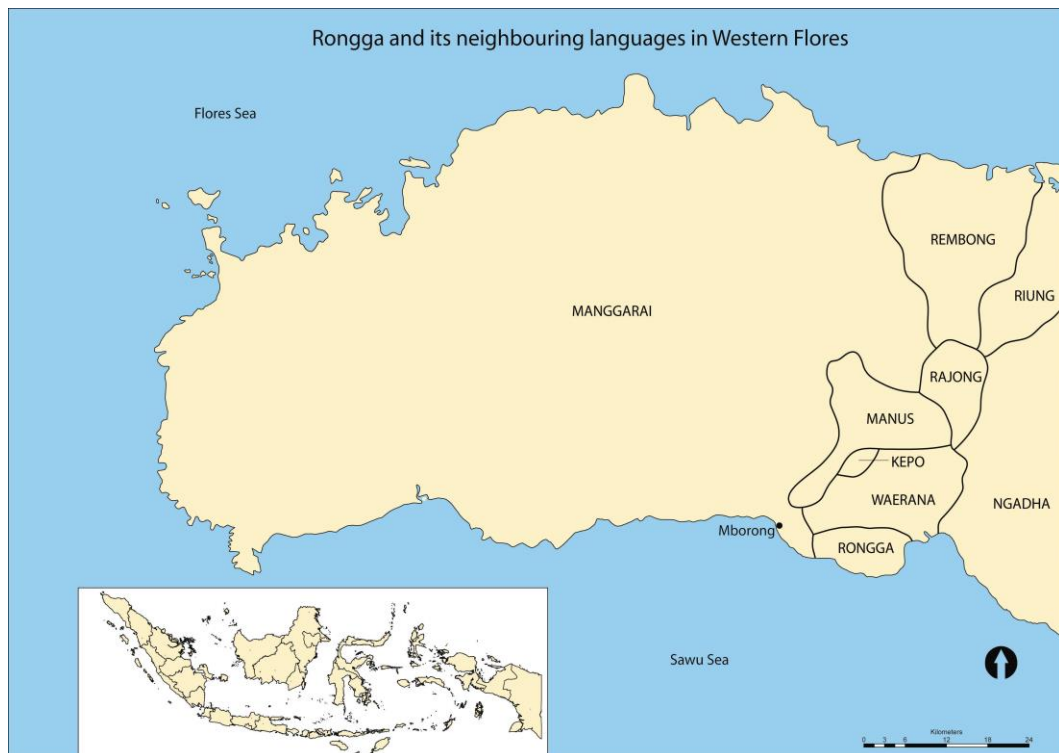 Rongga and its neighbouring languages in Western Flores
Flores Sea
REMBONG
RIUNG
MANGGARAI
RAJONG
MANUS
KEPO
WAERANA
NGADHA
Mborong
RONGGA
Sawu Sea
Kilometers
0 3 6 12 18 24